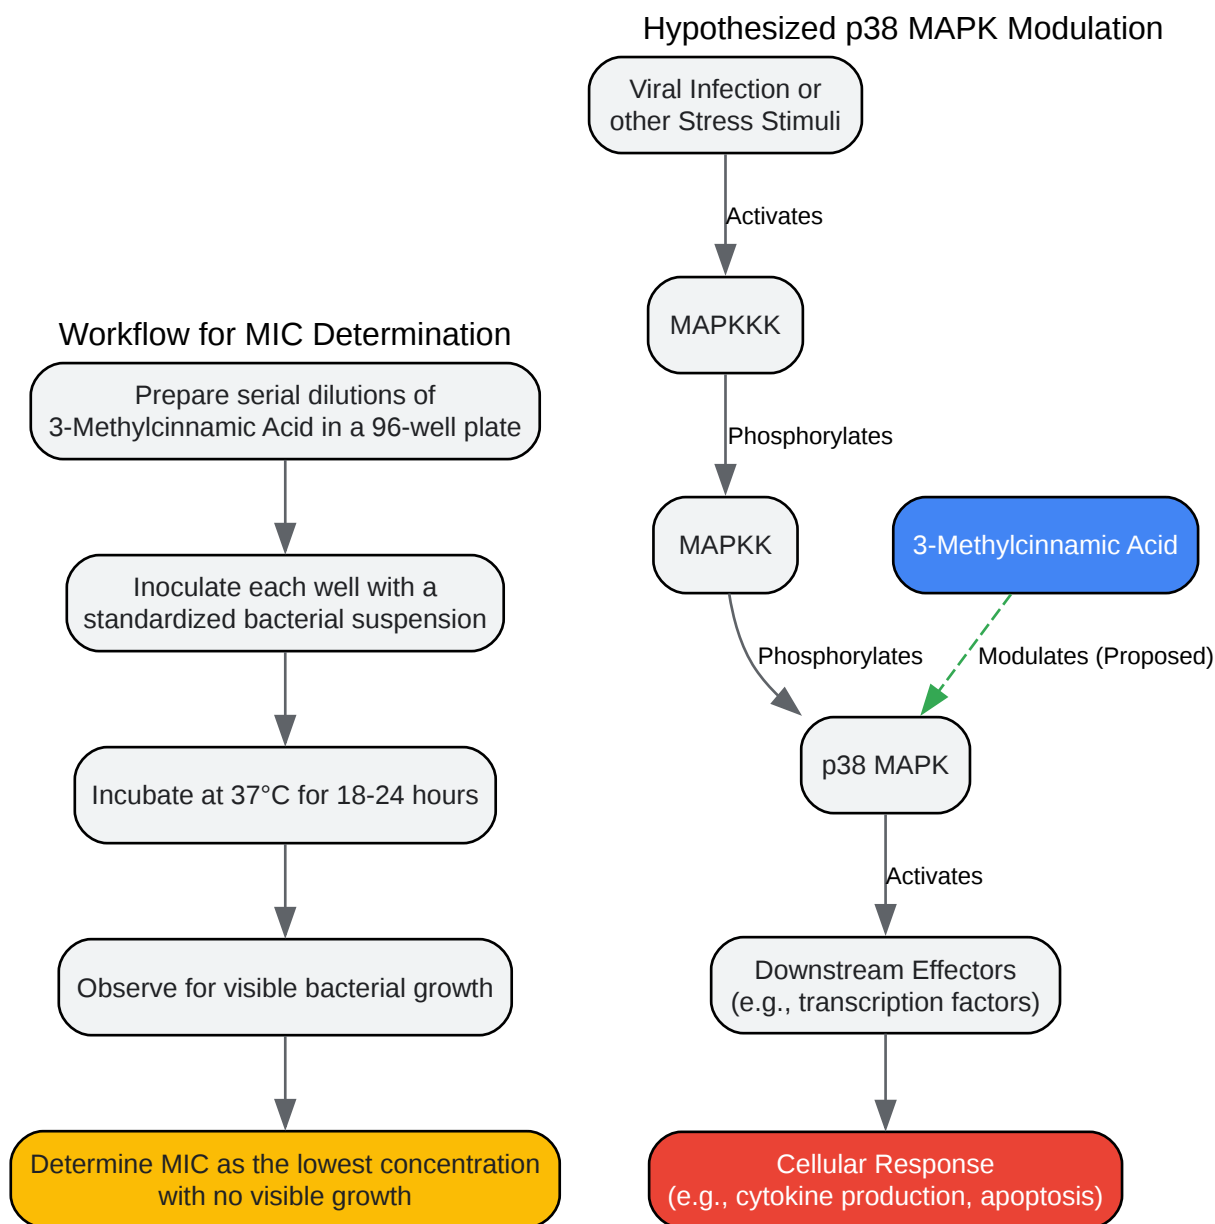 Workflow for MIC Determination
Prepare serial dilutions of
3-Methylcinnamic Acid in a 96-well plate
Inoculate each well with a
standardized bacterial suspension
Incubate at 37°C for 18-24 hours
Observe for visible bacterial growth
Determine MIC as the lowest concentration
with no visible growth
Hypothesized p38 MAPK Modulation
Viral Infection or
other Stress Stimuli
Activates
MAPKKK
Phosphorylates
MAPKK
3-Methylcinnamic Acid
Phosphorylates
Modulates (Proposed)
p38 MAPK
Activates
Downstream Effectors
(e.g., transcription factors)
Cellular Response
(e.g., cytokine production, apoptosis)